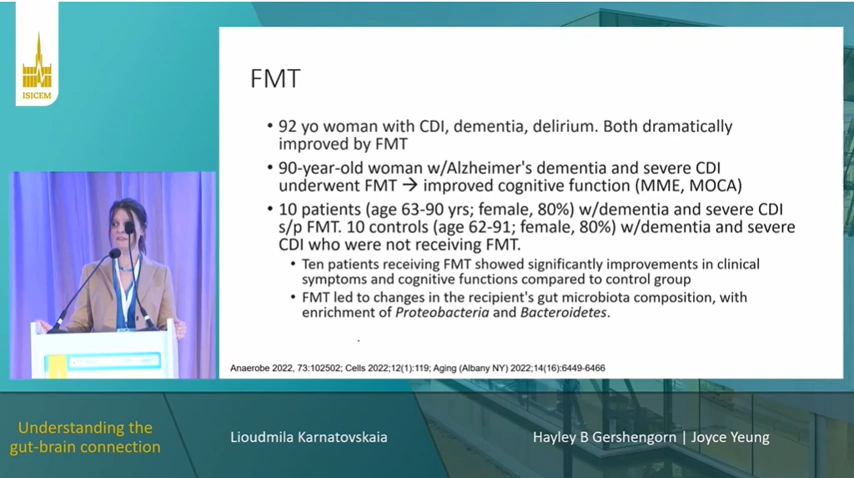 ISICEM
FMT
• 92 yo woman with CDI, dementia, delirium. Both dramatically
improved by FMT
• 90-year-old woman w/Alzheimer's dementia and severe CDI
underwent FMT → improved cognitive function (MME, MOCA)
• 10 patients (age 63-90 yrs; female, 80%) w/dementia and severe CDI
s/p FMT. 10 controls (age 62-91; female, 80%) w/dementia and severe
CDI who were not receiving FMT.
• Ten patients receiving FMT showed significantly improvements in clinical
symptoms and cognitive functions compared to control group
• FMT led to changes in the recipient's gut microbiota composition, with
enrichment of Proteobacteria and Bacteroidetes.
Anaerobe 2022, 73:102502; Cells 2022;12(1):119; Aging (Albany NY) 2022;14(16):6449-6466
Understanding the
gut-brain connection
Lioudmila Karnatovskaia
Hayley B Gershengorn | Joyce Yeung